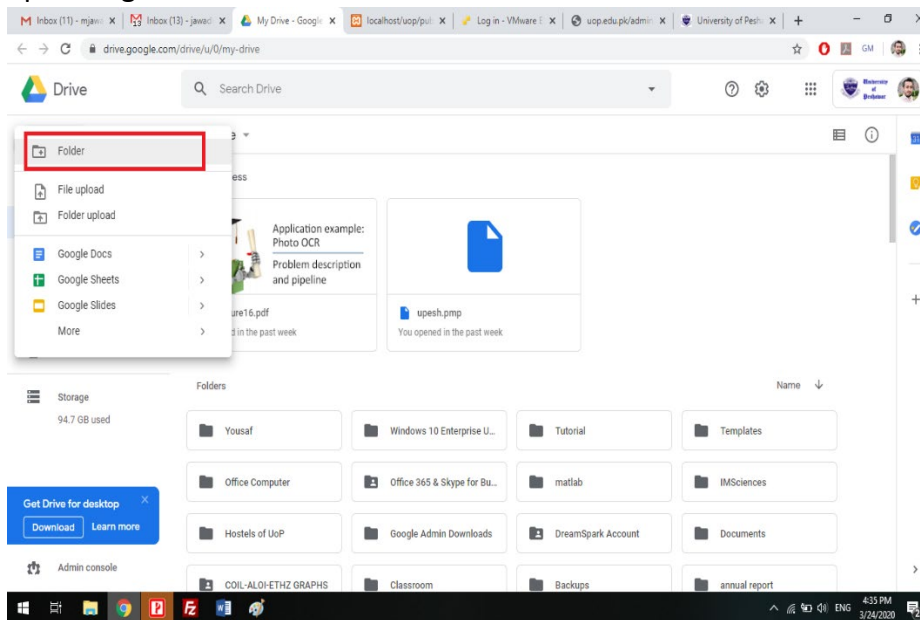 Inbox (11) - mjawa
Inbox (13) - jawad
My Drive - Google
localhost/uop/pub
Log in - VMware E
uop.edu.pk/admin
University of Pesh
drive.google.com/drive/u/0/my-drive
GM
Drive
Search Drive
University
of
Peshawar
Folder
File upload
Folder upload
Google Docs
Google Sheets
Google Slides
More
ess
Application example:
Photo OCR
Problem description
and pipeline
ure16.pdf
d in the past week
upesh.pmp
You opened in the past week
Storage
94.7 GB used
Folders
Name
Yousaf
Windows 10 Enterprise U...
Tutorial
Templates
Office Computer
Office 365 & Skype for Bu...
matlab
IMSciences
Get Drive for desktop
Download
Learn more
Hostels of UoP
Google Admin Downloads
DreamSpark Account
Documents
Admin console
COIL-ALOI-ETHZ GRAPHS
Classroom
Backups
annual report
ENG
4:35 PM
3/24/2020